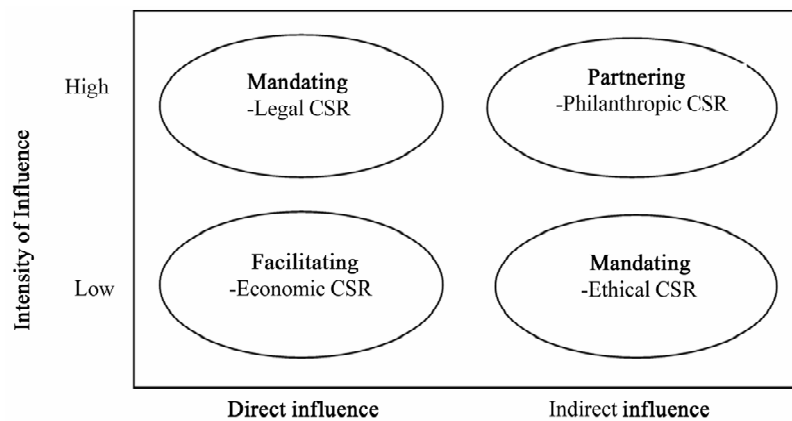 High
Mandating
-Legal CSR
Partnering
-Philanthropic CSR
Intensity of Influence
Low
Facilitating
-Economic CSR
Mandating
-Ethical CSR
Direct influence
Indirect influence